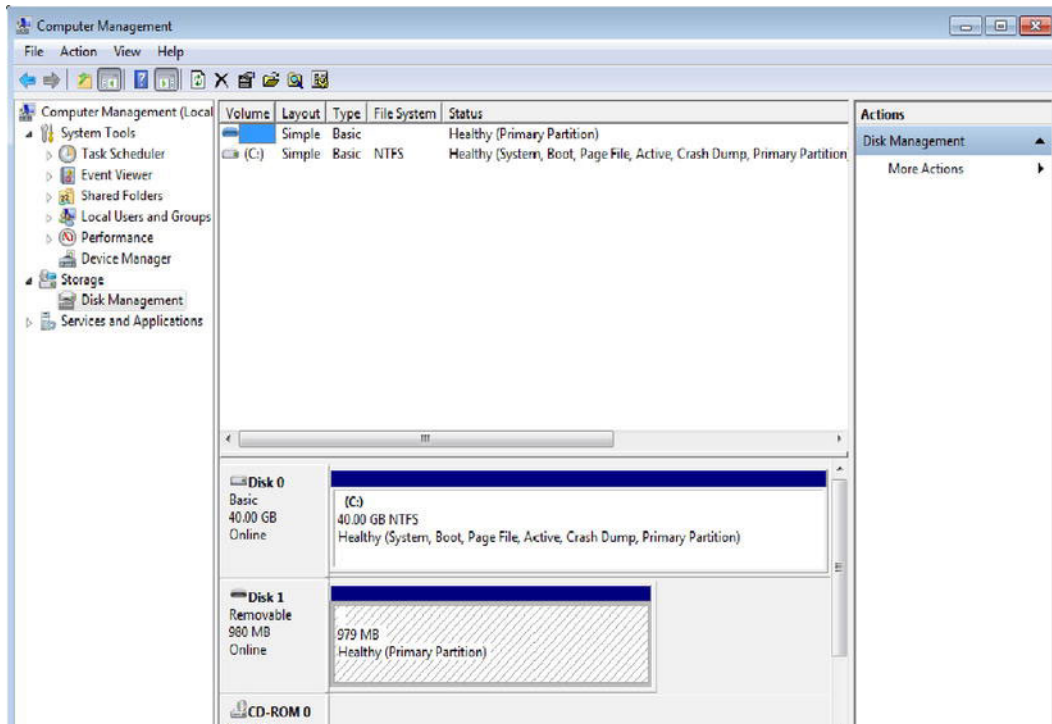 Computer Management
File Action View Help
Computer Management (Local
System Tools
Task Scheduler
Event Viewer
Shared Folders
Local Users and Groups
Performance
Device Manager
Storage
Disk Management
Services and Applications
Volume Layout Type File System Status
Simple Basic Healthy (Primary Partition)
(C:) Simple Basic NTFS Healthy (System, Boot, Page File, Active, Crash Dump, Primary Partition
Disk 0
Basic
40.00 GB
Online
(C:)
40.00 GB NTFS
Healthy (System, Boot, Page File, Active, Crash Dump, Primary Partition)
Disk 1
Removable
980 MB
Online
979 MB
Healthy (Primary Partition)
CD-ROM 0
Actions
Disk Management
More Actions